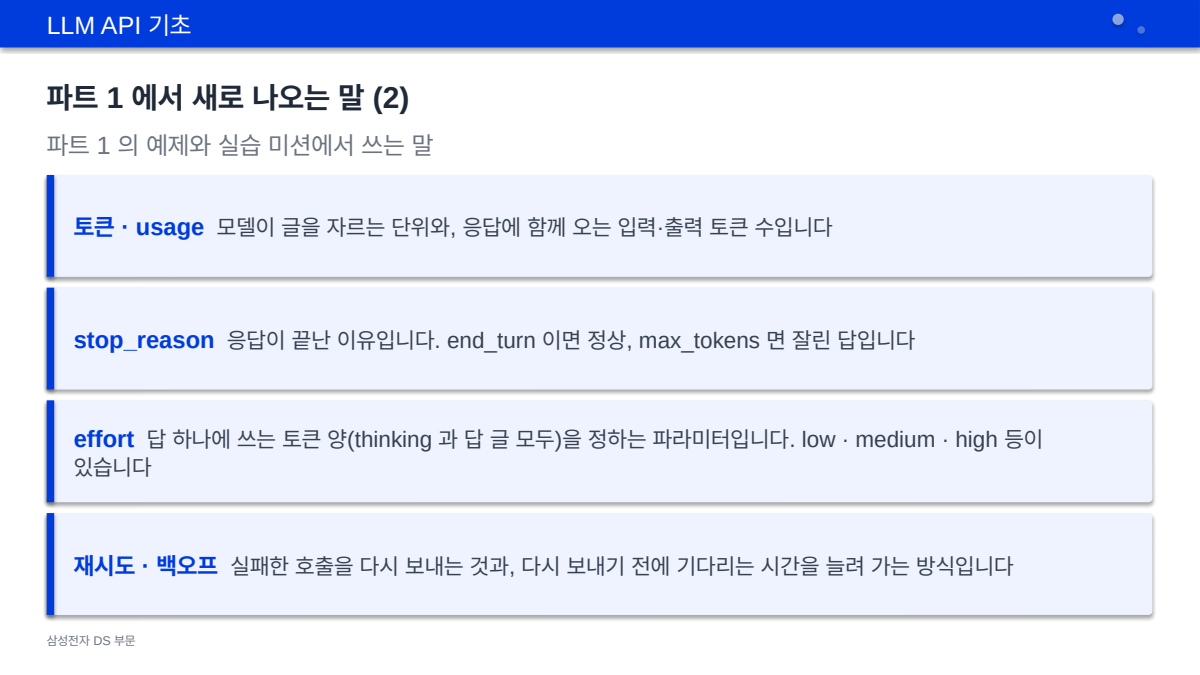 LLM API 기초
파트 1 에서 새로 나오는 말 (2)
파트 1 의 예제와 실습 미션에서 쓰는 말
토큰 · usage 모델이 글을 자르는 단위와, 응답에 함께 오는 입력·출력 토큰 수입니다
stop_reason 응답이 끝난 이유입니다. end_turn 이면 정상, max_tokens 면 잘린 답입니다
effort 답 하나에 쓰는 토큰 양(thinking 과 답 글 모두)을 정하는 파라미터입니다. low · medium · high 등이
있습니다
재시도 · 백오프 실패한 호출을 다시 보내는 것과, 다시 보내기 전에 기다리는 시간을 늘려 가는 방식입니다
삼성전자 DS 부문